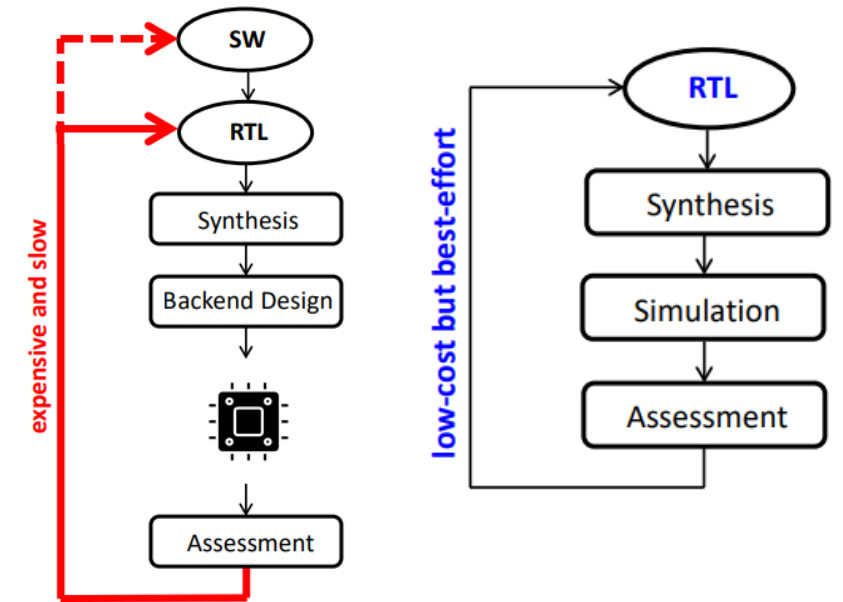 SW
RTL
Synthesis
Backend Design
Assessment
expensive and slow
RTL
Synthesis
Simulation
Assessment
low-cost but best-effort